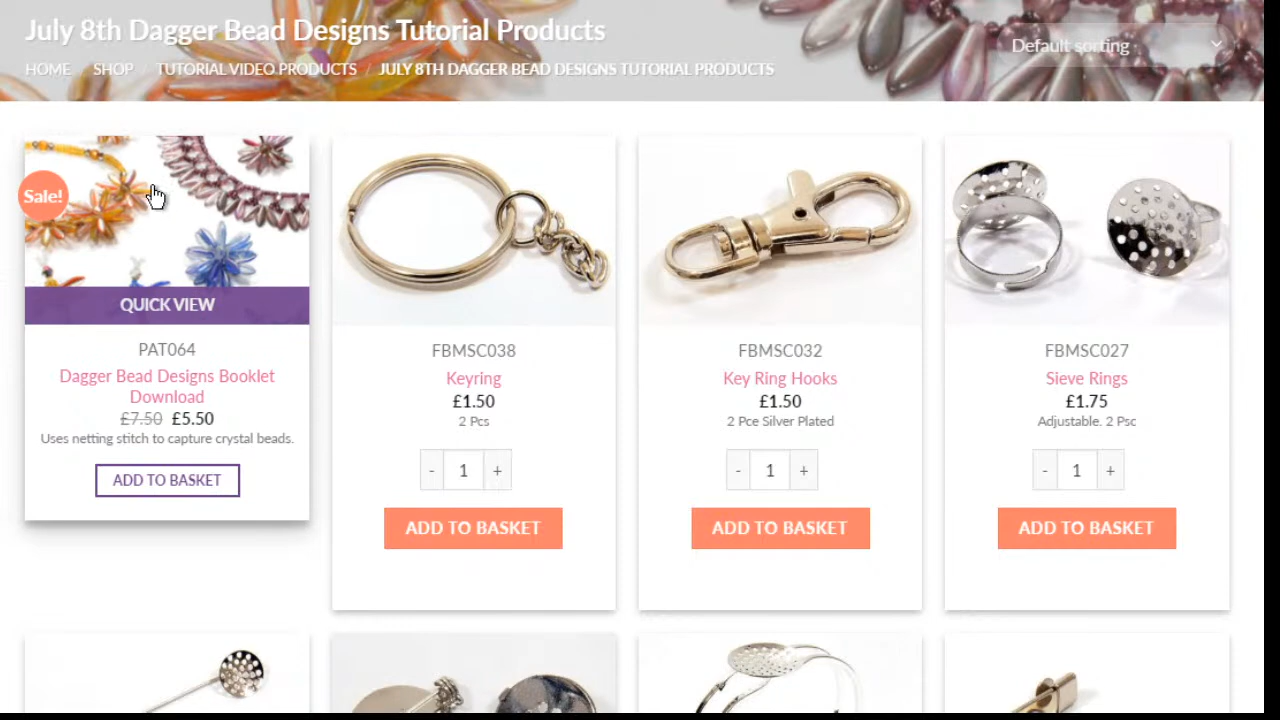 July 8th Dagger Bead Designs Tutorial Products
Default sorting
HOME / SHOP / TUTORIAL VIDEO PRODUCTS / JULY 8TH DAGGER BEAD DESIGNS TUTORIAL PRODUCTS
Sale!
QUICK VIEW
PAT064
Dagger Bead Designs Booklet
Download
£7.50 £5.50
Uses netting stitch to capture crystal beads.
ADD TO BASKET
FBMSC038
Keyring
£1.50
2 Pcs
- 1 +
ADD TO BASKET
FBMSC032
Key Ring Hooks
£1.50
2 Pce Silver Plated
- 1 +
ADD TO BASKET
FBMSC027
Sieve Rings
£1.75
Adjustable. 2 Psc
- 1 +
ADD TO BASKET